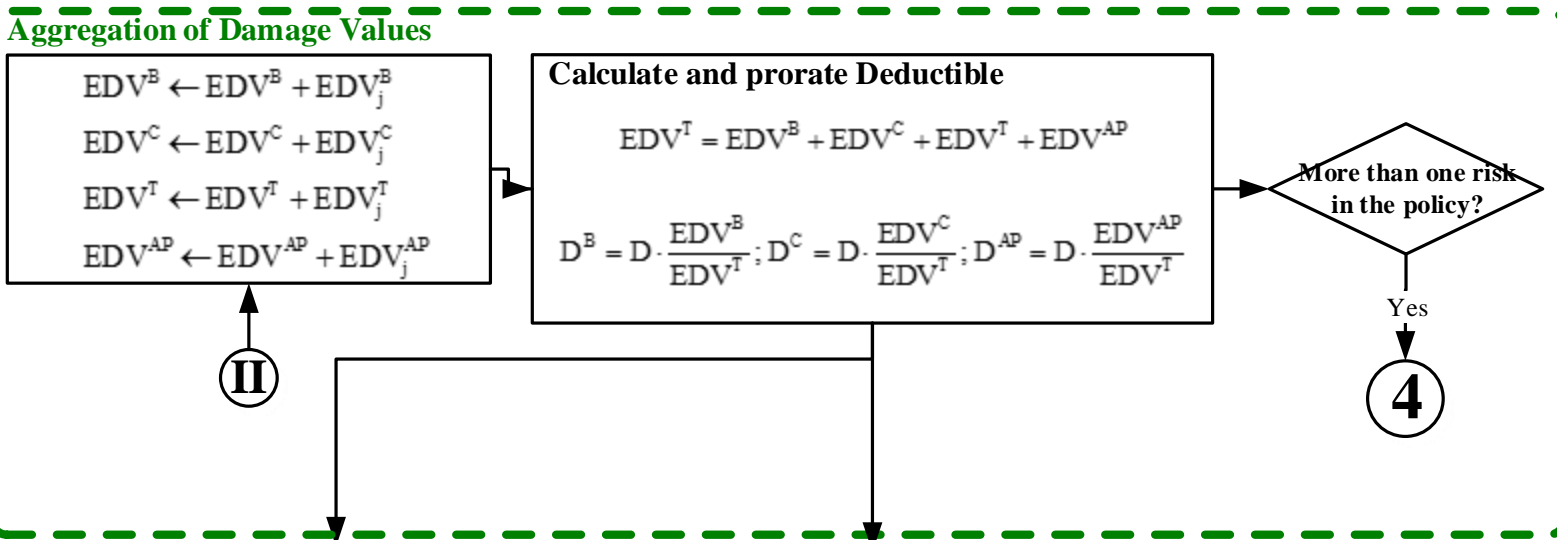 Aggregation of Damage Values
EDV^B ← EDV^B + EDV_j^B
EDV^C ← EDV^C + EDV_j^C
EDV^T ← EDV^T + EDV_j^T
EDV^AP ← EDV^AP + EDV_j^AP
II
Calculate and prorate Deductible
EDV^T = EDV^B + EDV^C + EDV^T + EDV^AP
D^B = D · EDV^B / EDV^T ; D^C = D · EDV^C / EDV^T ; D^AP = D · EDV^AP / EDV^T
More than one risk
in the policy?
Yes
4